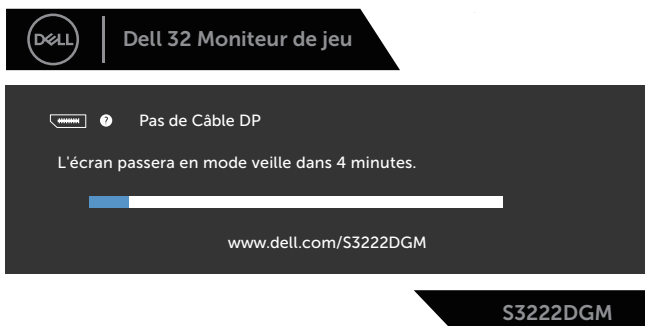 DELL
Dell 32 Moniteur de jeu
? Pas de Câble DP
L'écran passera en mode veille dans 4 minutes.
www.dell.com/S3222DGM
S3222DGM